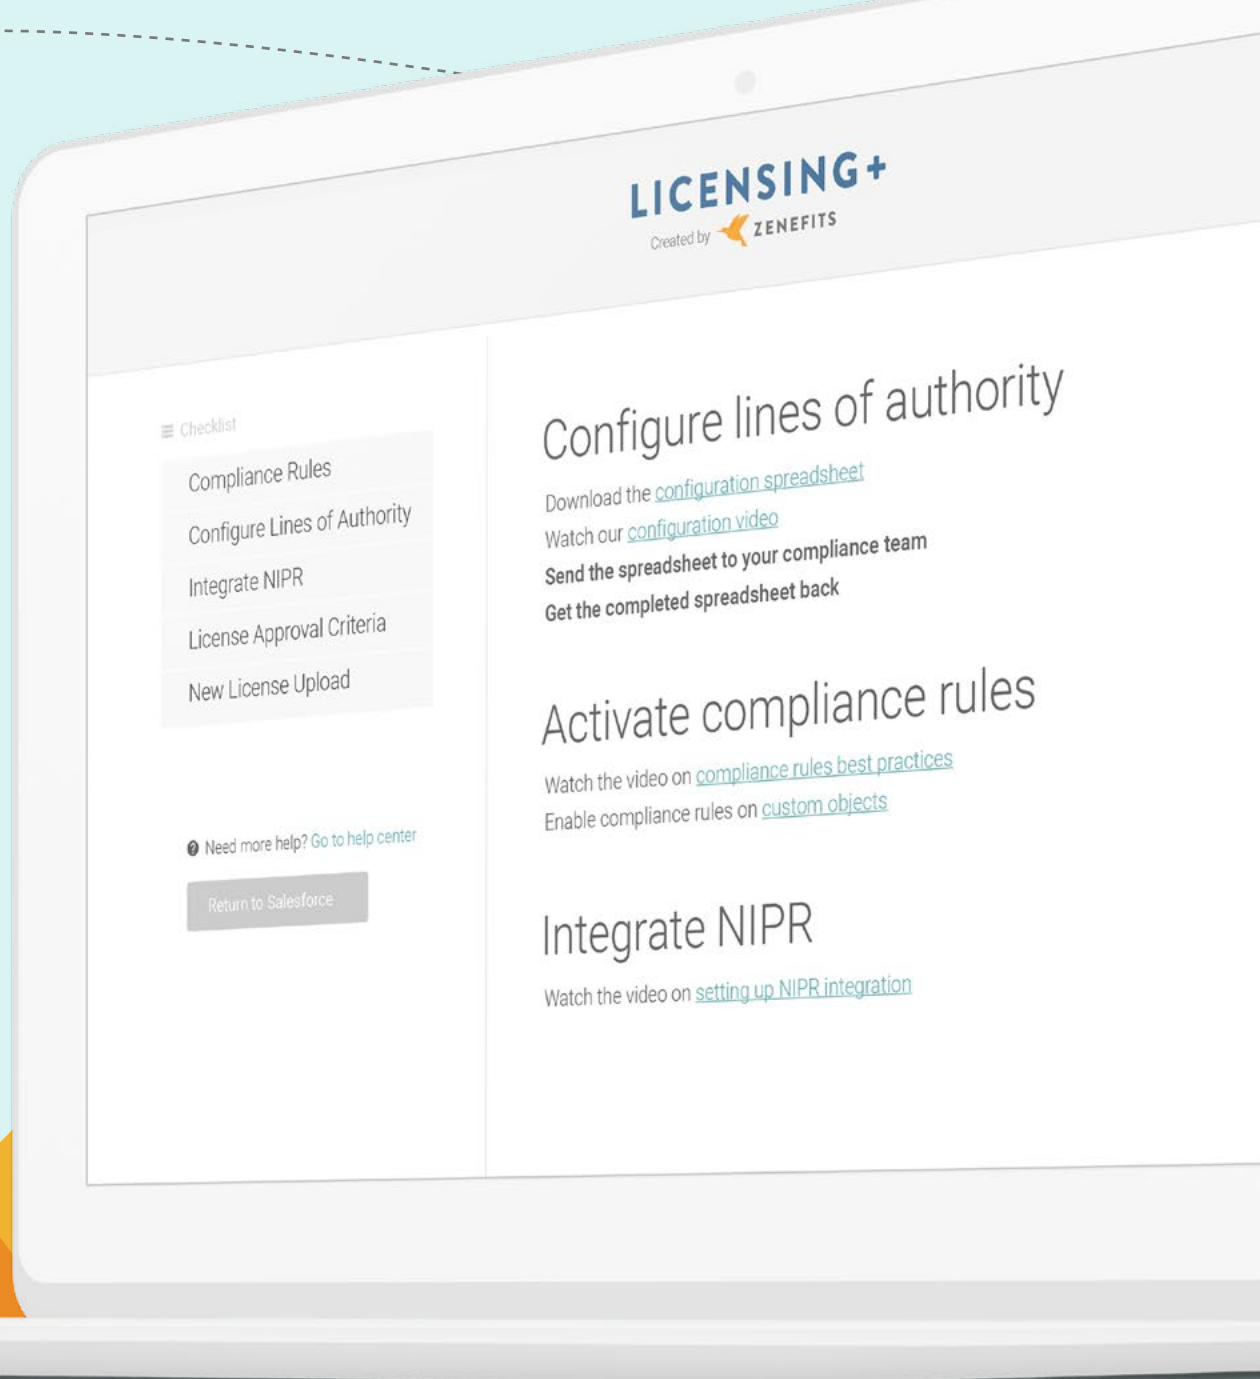 LICENSING+
Created by ZENEFITS
Checklist
Compliance Rules
Configure Lines of Authority
Integrate NIPR
License Approval Criteria
New License Upload
Need more help? Go to help center
Return to Salesforce
Configure lines of authority
Download the configuration spreadsheet
Watch our configuration video
Send the spreadsheet to your compliance team
Get the completed spreadsheet back
Activate compliance rules
Watch the video on compliance rules best practices
Enable compliance rules on custom objects
Integrate NIPR
Watch the video on setting up NIPR integration